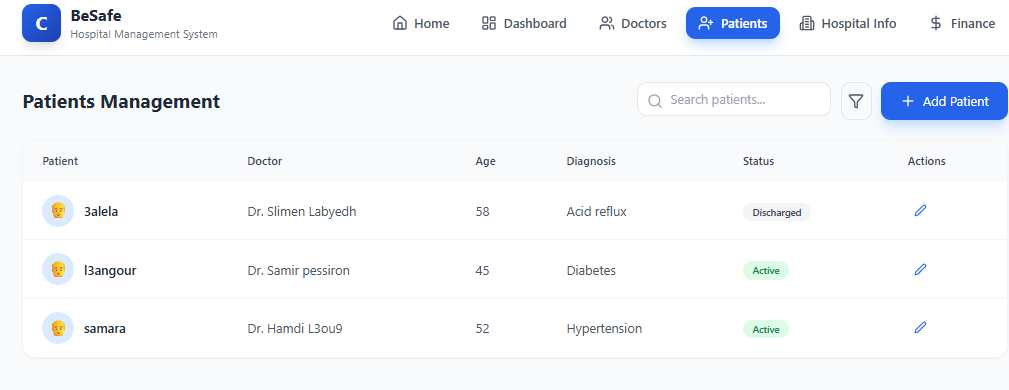 C
BeSafe
Hospital Management System
Home
Dashboard
Doctors
Patients
Hospital Info
Finance
Patients Management
Search patients...
Add Patient
Patient Doctor Age Diagnosis Status Actions
3alela Dr. Slimen Labyedh 58 Acid reflux Discharged
l3angour Dr. Samir pessiron 45 Diabetes Active
samara Dr. Hamdi L3ou9 52 Hypertension Active